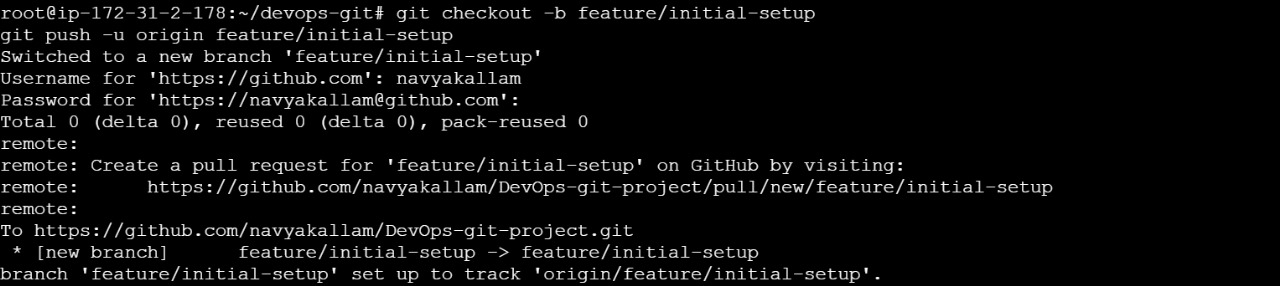 root@ip-172-31-2-178:~/devops-git# git checkout -b feature/initial-setup
git push -u origin feature/initial-setup
Switched to a new branch 'feature/initial-setup'
Username for 'https://github.com': navyakallam
Password for 'https://navyakallam@github.com':
Total 0 (delta 0), reused 0 (delta 0), pack-reused 0
remote:
remote: Create a pull request for 'feature/initial-setup' on GitHub by visiting:
remote:      https://github.com/navyakallam/DevOps-git-project/pull/new/feature/initial-setup
remote:
To https://github.com/navyakallam/DevOps-git-project.git
 * [new branch]      feature/initial-setup -> feature/initial-setup
branch 'feature/initial-setup' set up to track 'origin/feature/initial-setup'.